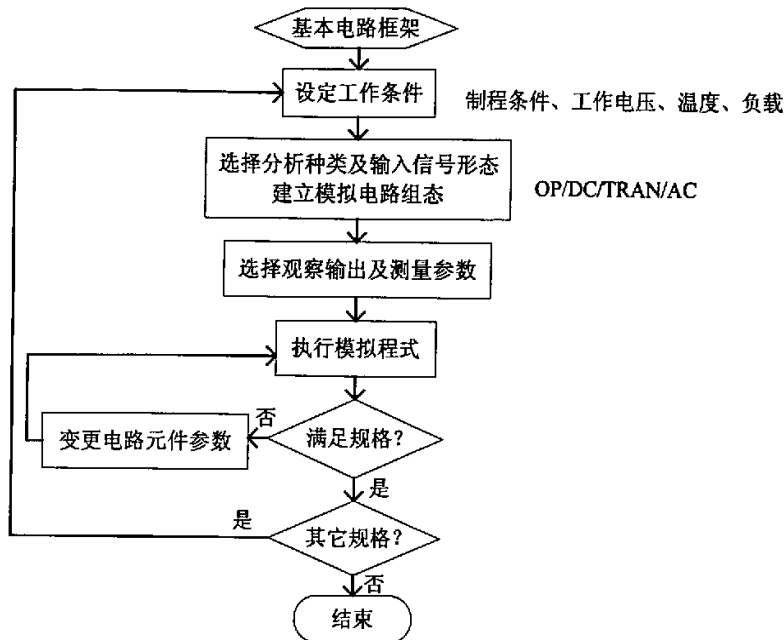 基本电路框架
设定工作条件
制程条件、工作电压、温度、负载
选择分析种类及输入信号形态
建立模拟电路组态
OP/DC/TRAN/AC
选择观察输出及测量参数
执行模拟程式
否
变更电路元件参数
满足规格？
是
是
其它规格？
否
结束